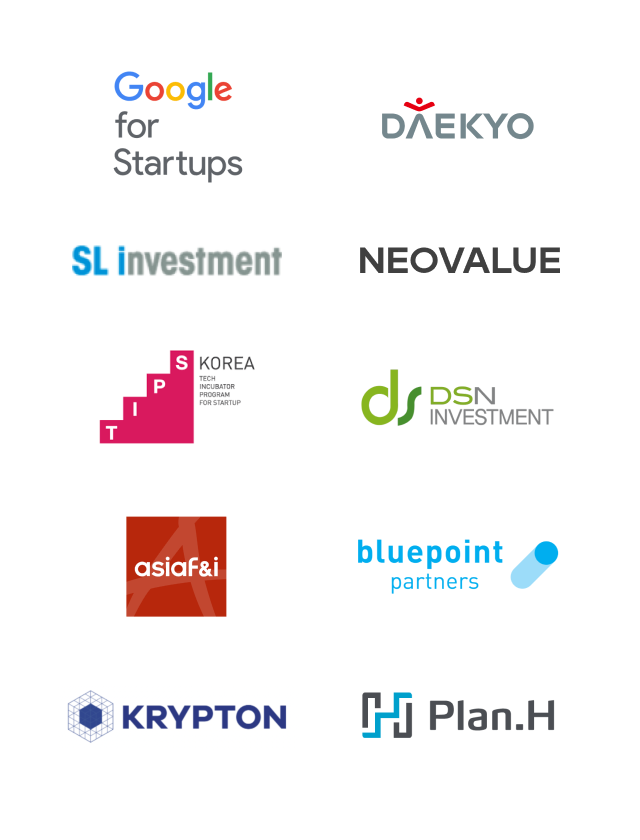 Google
for
Startups
DAEKYO
SL investment
NEOVALUE
TIPS
KOREA
TECH
INCUBATOR
PROGRAM
FOR STARTUP
DSN
INVESTMENT
asiaf&i
bluepoint
partners
KRYPTON
Plan.H